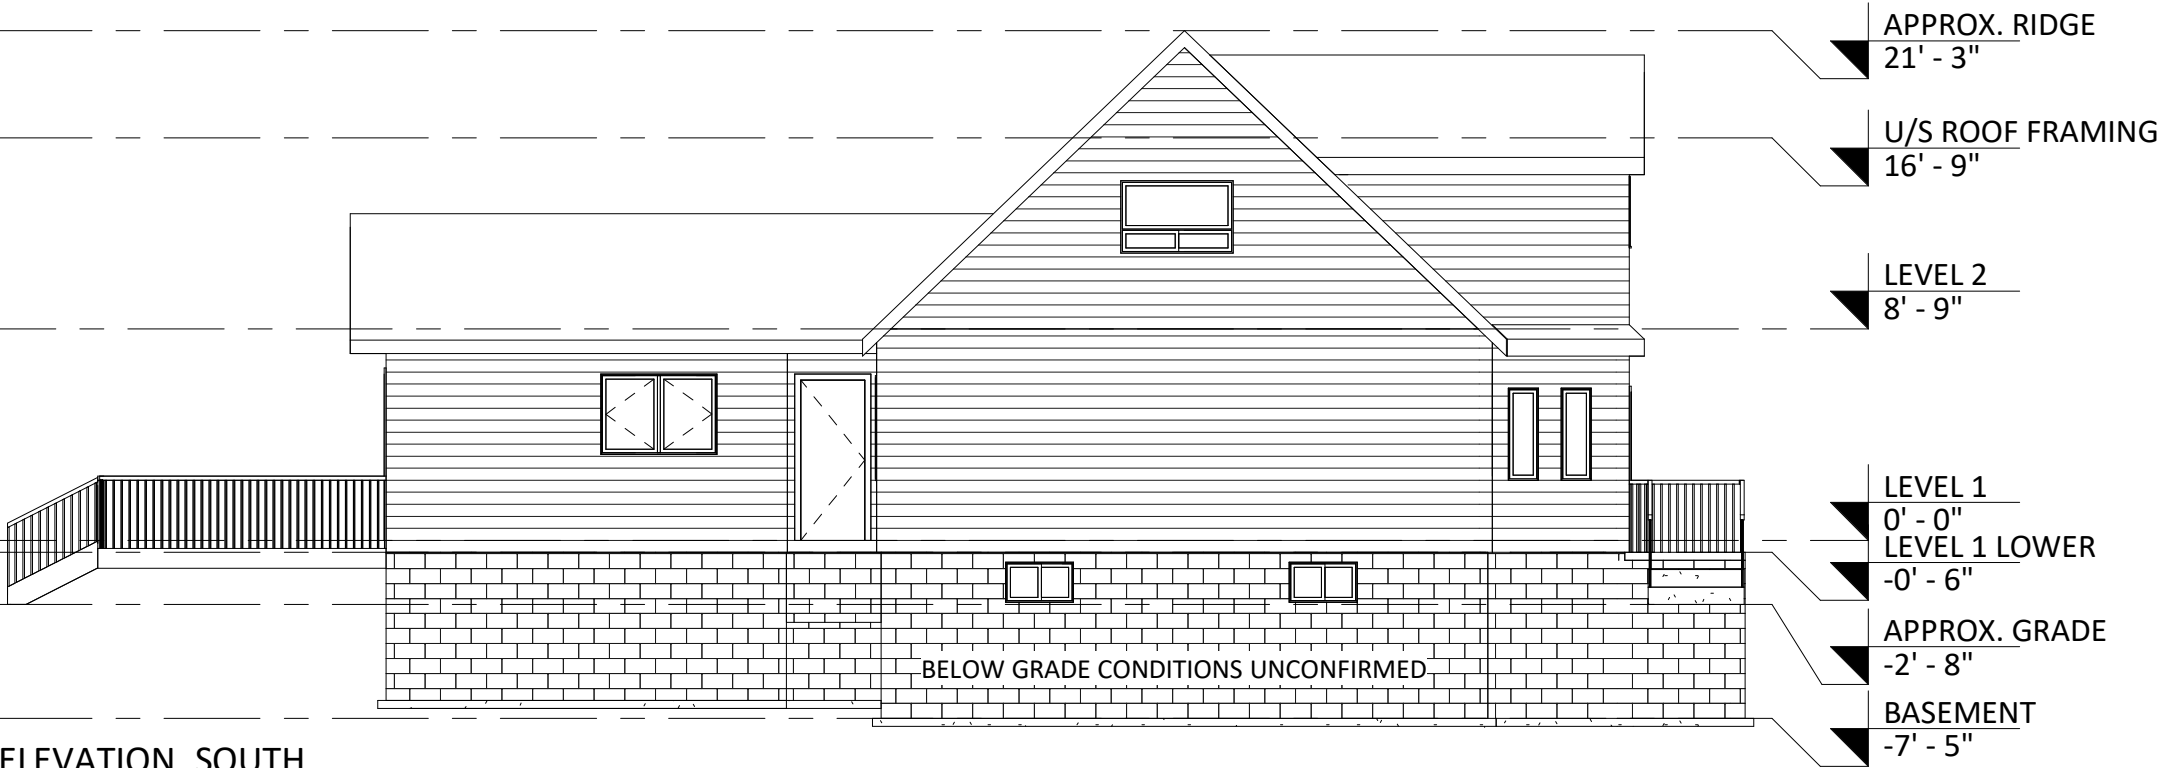 APPROX. RIDGE
21' - 3"
U/S ROOF FRAMING
16' - 9"
LEVEL 2
8' - 9"
LEVEL 1
0' - 0"
LEVEL 1 LOWER
-0' - 6"
APPROX. GRADE
-2' - 8"
BELOW GRADE CONDITIONS UNCONFIRMED
BASEMENT
-7' - 5"
ELEVATION SOUTH